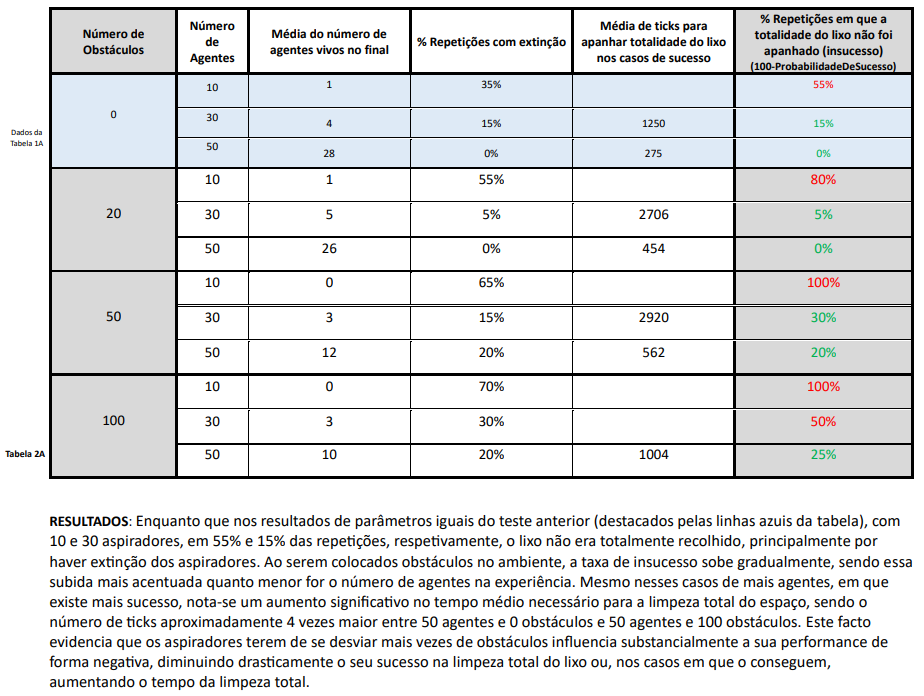 Número de Obstáculos | Número de Agentes | Média do número de agentes vivos no final | % Repetições com extinção | Média de ticks para apanhar totalidade do lixo nos casos de sucesso | % Repetições em que a totalidade do lixo não foi apanhado (insucesso) (100-ProbabilidadeDeSucesso)
Dados da Tabela 1A
0 | 10 | 1 | 35% | | 55%
30 | 4 | 15% | 1250 | 15%
50 | 28 | 0% | 275 | 0%
20 | 10 | 1 | 55% | | 80%
30 | 5 | 5% | 2706 | 5%
50 | 26 | 0% | 454 | 0%
50 | 10 | 0 | 65% | | 100%
30 | 3 | 15% | 2920 | 30%
50 | 12 | 20% | 562 | 20%
100 | 10 | 0 | 70% | | 100%
30 | 3 | 30% | | 50%
Tabela 2A
50 | 10 | 20% | 1004 | 25%
RESULTADOS: Enquanto que nos resultados de parâmetros iguais do teste anterior (destacados pelas linhas azuis da tabela), com
10 e 30 aspiradores, em 55% e 15% das repetições, respetivamente, o lixo não era totalmente recolhido, principalmente por
haver extinção dos aspiradores. Ao serem colocados obstáculos no ambiente, a taxa de insucesso sobe gradualmente, sendo essa
subida mais acentuada quanto menor for o número de agentes na experiência. Mesmo nesses casos de mais agentes, em que
existe mais sucesso, nota-se um aumento significativo no tempo médio necessário para a limpeza total do espaço, sendo o
número de ticks aproximadamente 4 vezes maior entre 50 agentes e 0 obstáculos e 50 agentes e 100 obstáculos. Este facto
evidencia que os aspiradores terem de se desviar mais vezes de obstáculos influencia substancialmente a sua performance de
forma negativa, diminuindo drasticamente o seu sucesso na limpeza total do lixo ou, nos casos em que o conseguem,
aumentando o tempo da limpeza total.